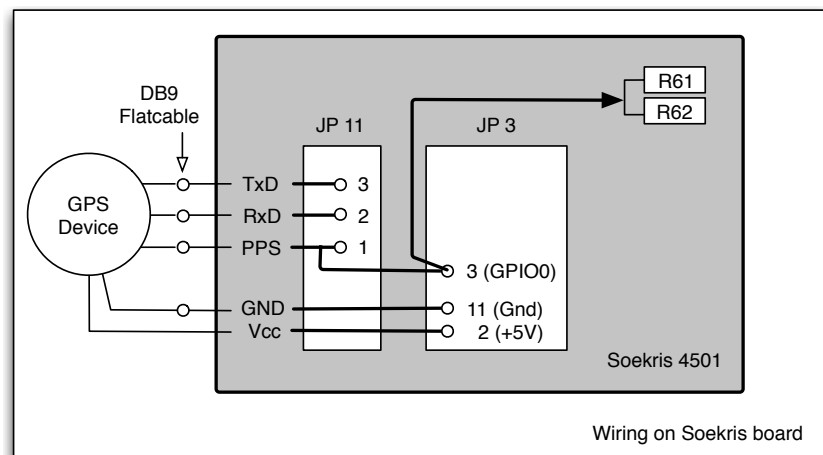 DB9
Flatcable
R61
R62
JP 11
JP 3
GPS
Device
TxD
3
RxD
2
PPS
1
3 (GPIO0)
GND
11 (Gnd)
Vcc
2 (+5V)
Soekris 4501
Wiring on Soekris board